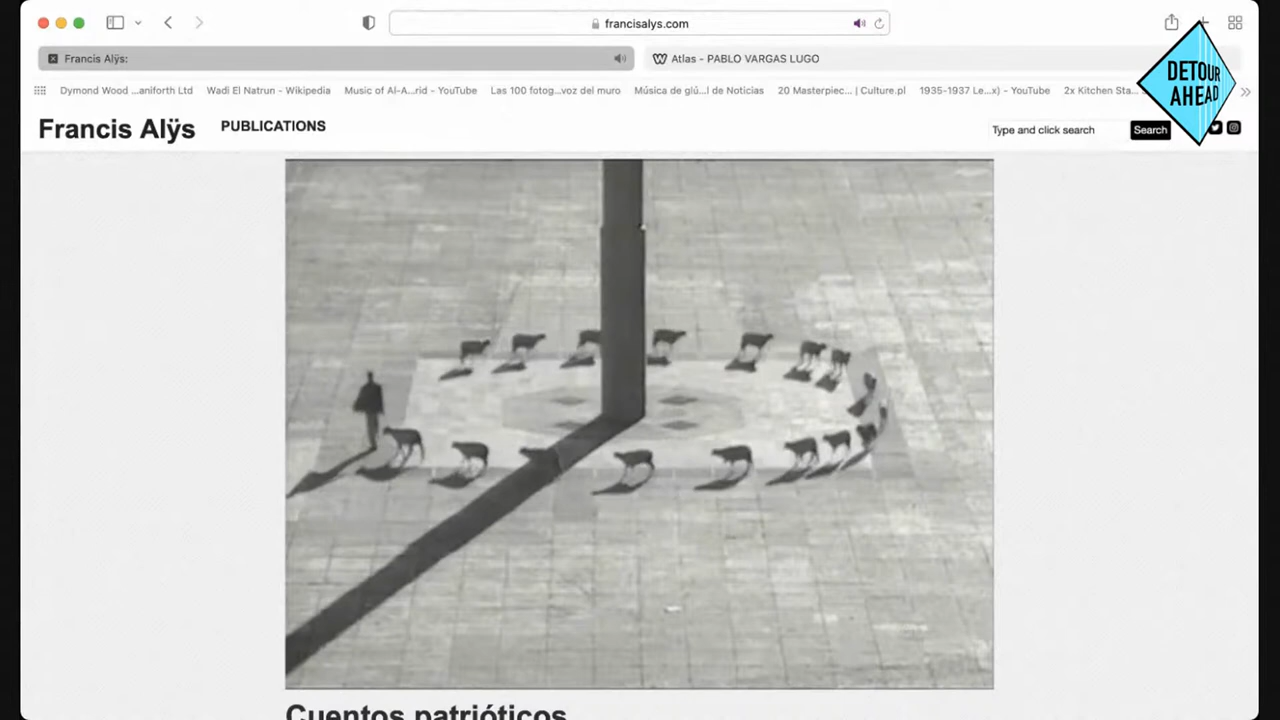 francisalys.com
Francis Alÿs:
Atlas - PABLO VARGAS LUGO
Dymond Wood ...aniforth Ltd
Wadi El Natrun - Wikipedia
Music of Al-A...rid - YouTube
Las 100 fotog...voz del muro
Música de glú...l de Noticias
20 Masterpiec... | Culture.pl
1935-1937 Le...x) - YouTube
2x Kitchen Sta...
DETOUR
AHEAD
Francis Alÿs
PUBLICATIONS
Type and click search
Search
Cuentos patrióticos